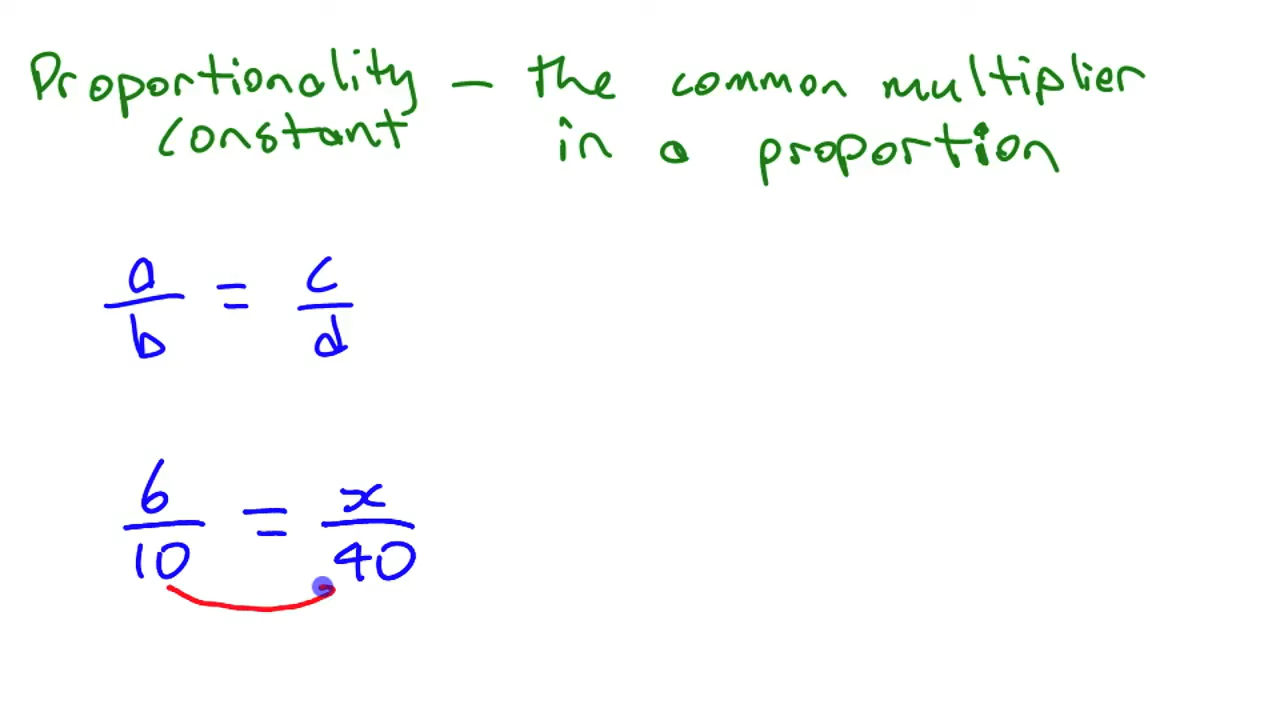 Proportionality — the common multiplier
constant in a proportion
a/b = c/d
6/10 = x/40